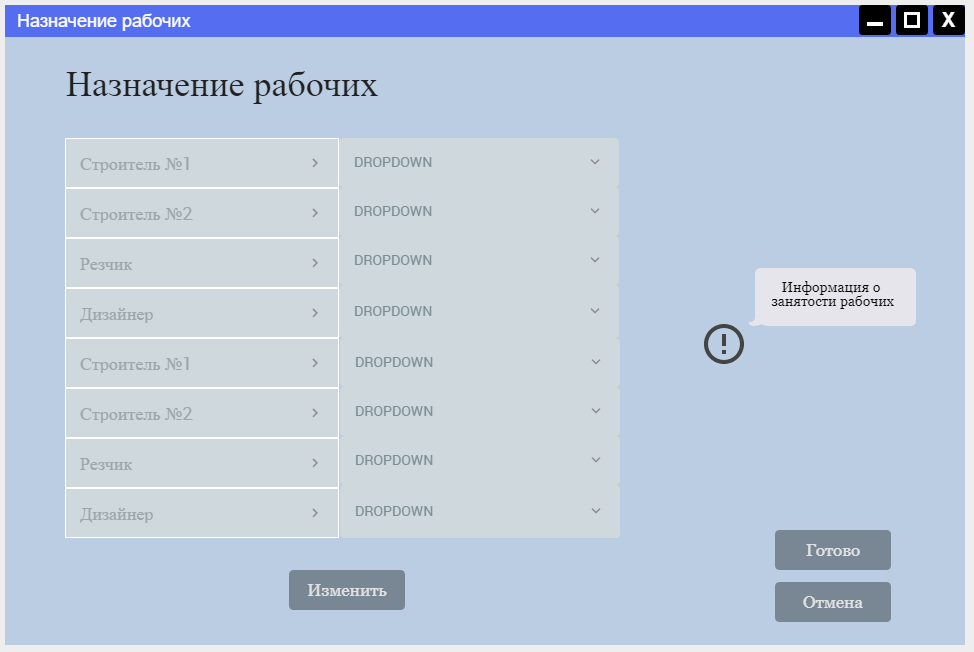 Назначение рабочих
X
Назначение рабочих
Строитель №1
DROPDOWN
Строитель №2
DROPDOWN
Резчик
DROPDOWN
Дизайнер
DROPDOWN
Строитель №1
DROPDOWN
Строитель №2
DROPDOWN
Резчик
DROPDOWN
Дизайнер
DROPDOWN
Информация о
занятости рабочих
Изменить
Готово
Отмена